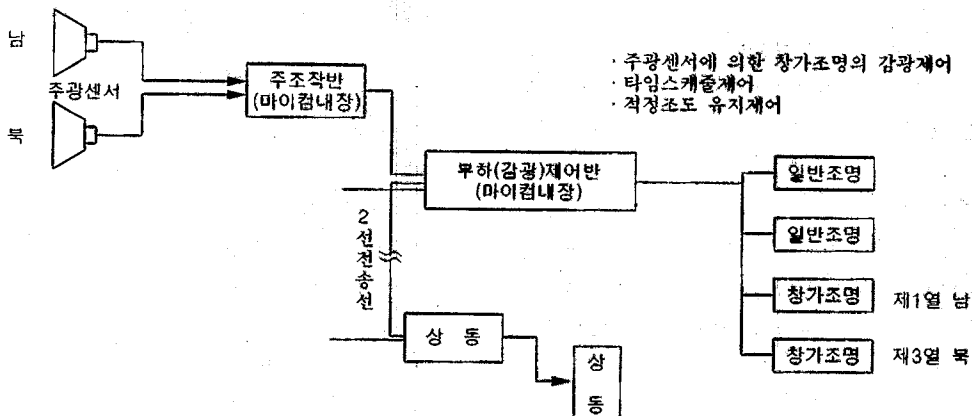 남
주광센서
북
주조작반
(마이컴내장)
· 주광센서에 의한 창가조명의 감광제어
· 타임스캐줄제어
· 적정조도 유지제어
부하(감광)제어반
(마이컴내장)
2선전송선
일반조명
일반조명
창가조명 제1열 남
창가조명 제3열 북
상 동
상 동